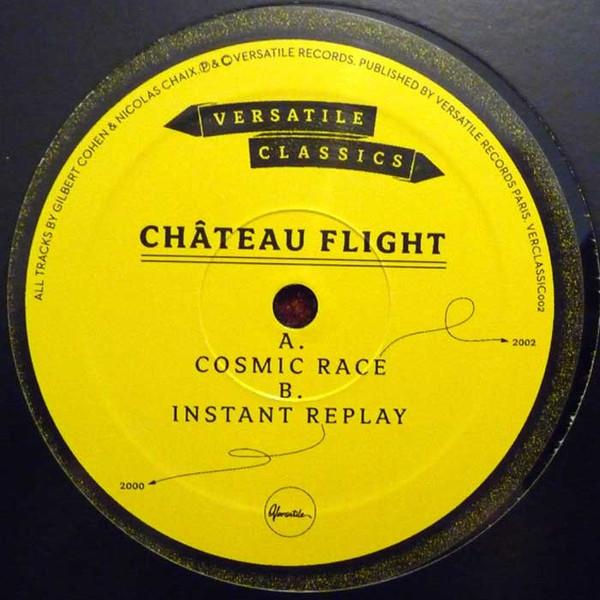 ALL TRACKS BY GILBERT COHEN & NICOLAS CHAIX. ℗ & © VERSATILE RECORDS. PUBLISHED BY VERSATILE RECORDS PARIS. VERCLASSIC002
VERSATILE
CLASSICS
CHÂTEAU FLIGHT
A.
COSMIC RACE
2002
B.
INSTANT REPLAY
2000
Versatile